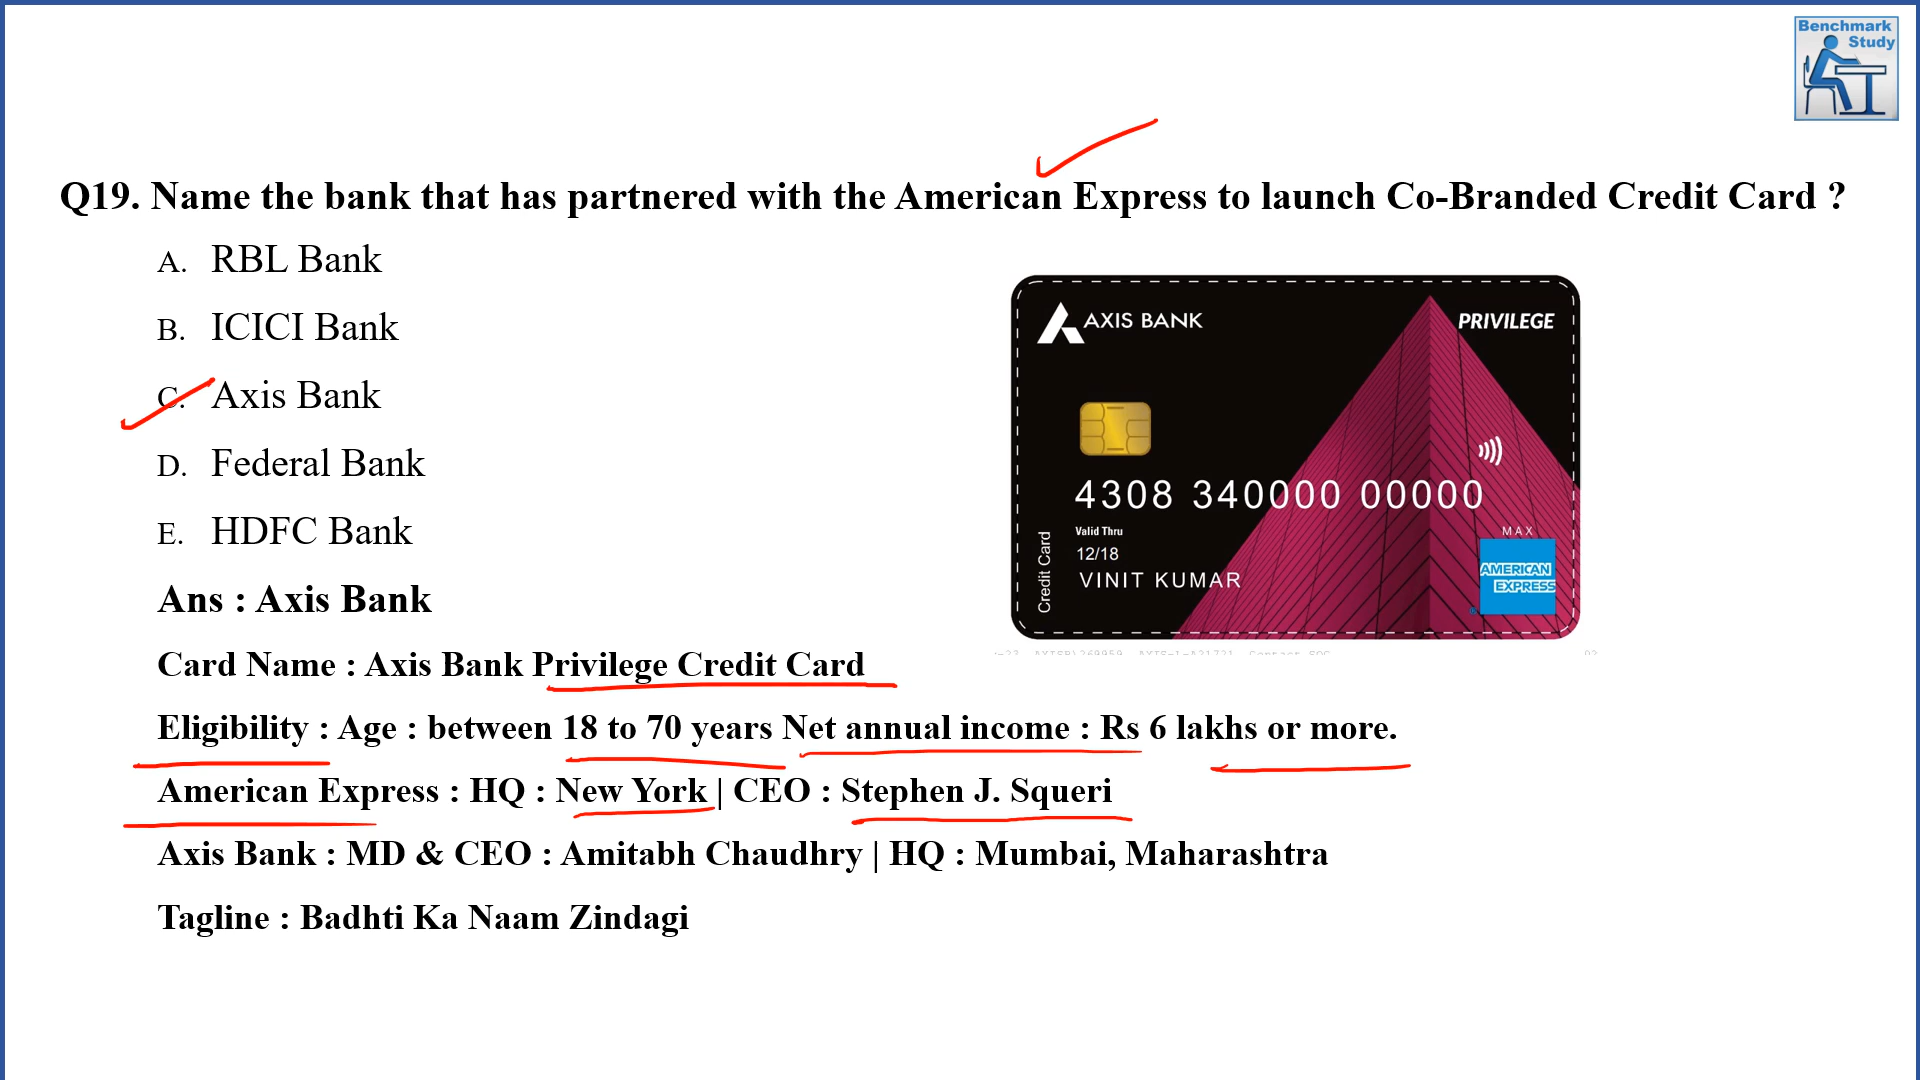 Benchmark
Study
Q19. Name the bank that has partnered with the American Express to launch Co-Branded Credit Card ?
A. RBL Bank
B. ICICI Bank
C. Axis Bank
D. Federal Bank
E. HDFC Bank
Ans : Axis Bank
Card Name : Axis Bank Privilege Credit Card
Eligibility : Age : between 18 to 70 years Net annual income : Rs 6 lakhs or more.
American Express : HQ : New York | CEO : Stephen J. Squeri
Axis Bank : MD & CEO : Amitabh Chaudhry | HQ : Mumbai, Maharashtra
Tagline : Badhti Ka Naam Zindagi
AXIS BANK
PRIVILEGE
4308 340000 00000
Valid Thru
12/18
VINIT KUMAR
Credit Card
MAX
AMERICAN
EXPRESS